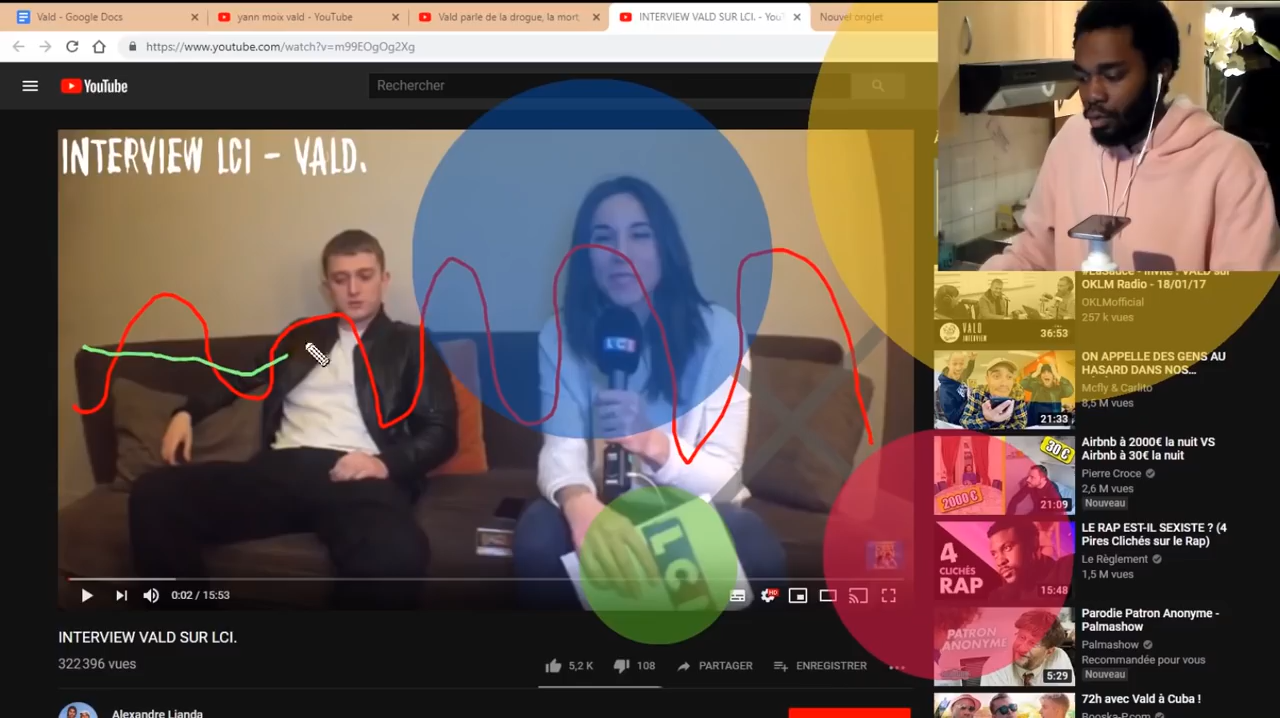 Vald - Google Docs
yann moix vald - YouTube
Vald parle de la drogue, la mort,
INTERVIEW VALD SUR LCI. - You
Nouvel onglet
https://www.youtube.com/watch?v=m99EOgOg2Xg
YouTube
Rechercher
INTERVIEW LCI - VALD.
LCI
LCI
0:02 / 15:53
HD
INTERVIEW VALD SUR LCI.
322 396 vues
5,2 K
108
PARTAGER
ENREGISTRER
Alexandre Lianda
#LaSauce - Invité : VALD sur
OKLM Radio - 18/01/17
OKLMofficial
257 k vues
VALD
INTERVIEW
36:53
ON APPELLE DES GENS AU
HASARD DANS NOS...
Mcfly & Carlito
8,5 M vues
21:33
Airbnb à 2000€ la nuit VS
Airbnb à 30€ la nuit
Pierre Croce
2,6 M vues
Nouveau
30€
2000€
21:09
LE RAP EST-IL SEXISTE ? (4
Pires Clichés sur le Rap)
Le Règlement
1,5 M vues
4
CLICHÉS
RAP
15:48
Parodie Patron Anonyme -
Palmashow
Palmashow
Recommandée pour vous
Nouveau
PATRON
ANONYME
5:29
72h avec Vald à Cuba !
Booska-P.com